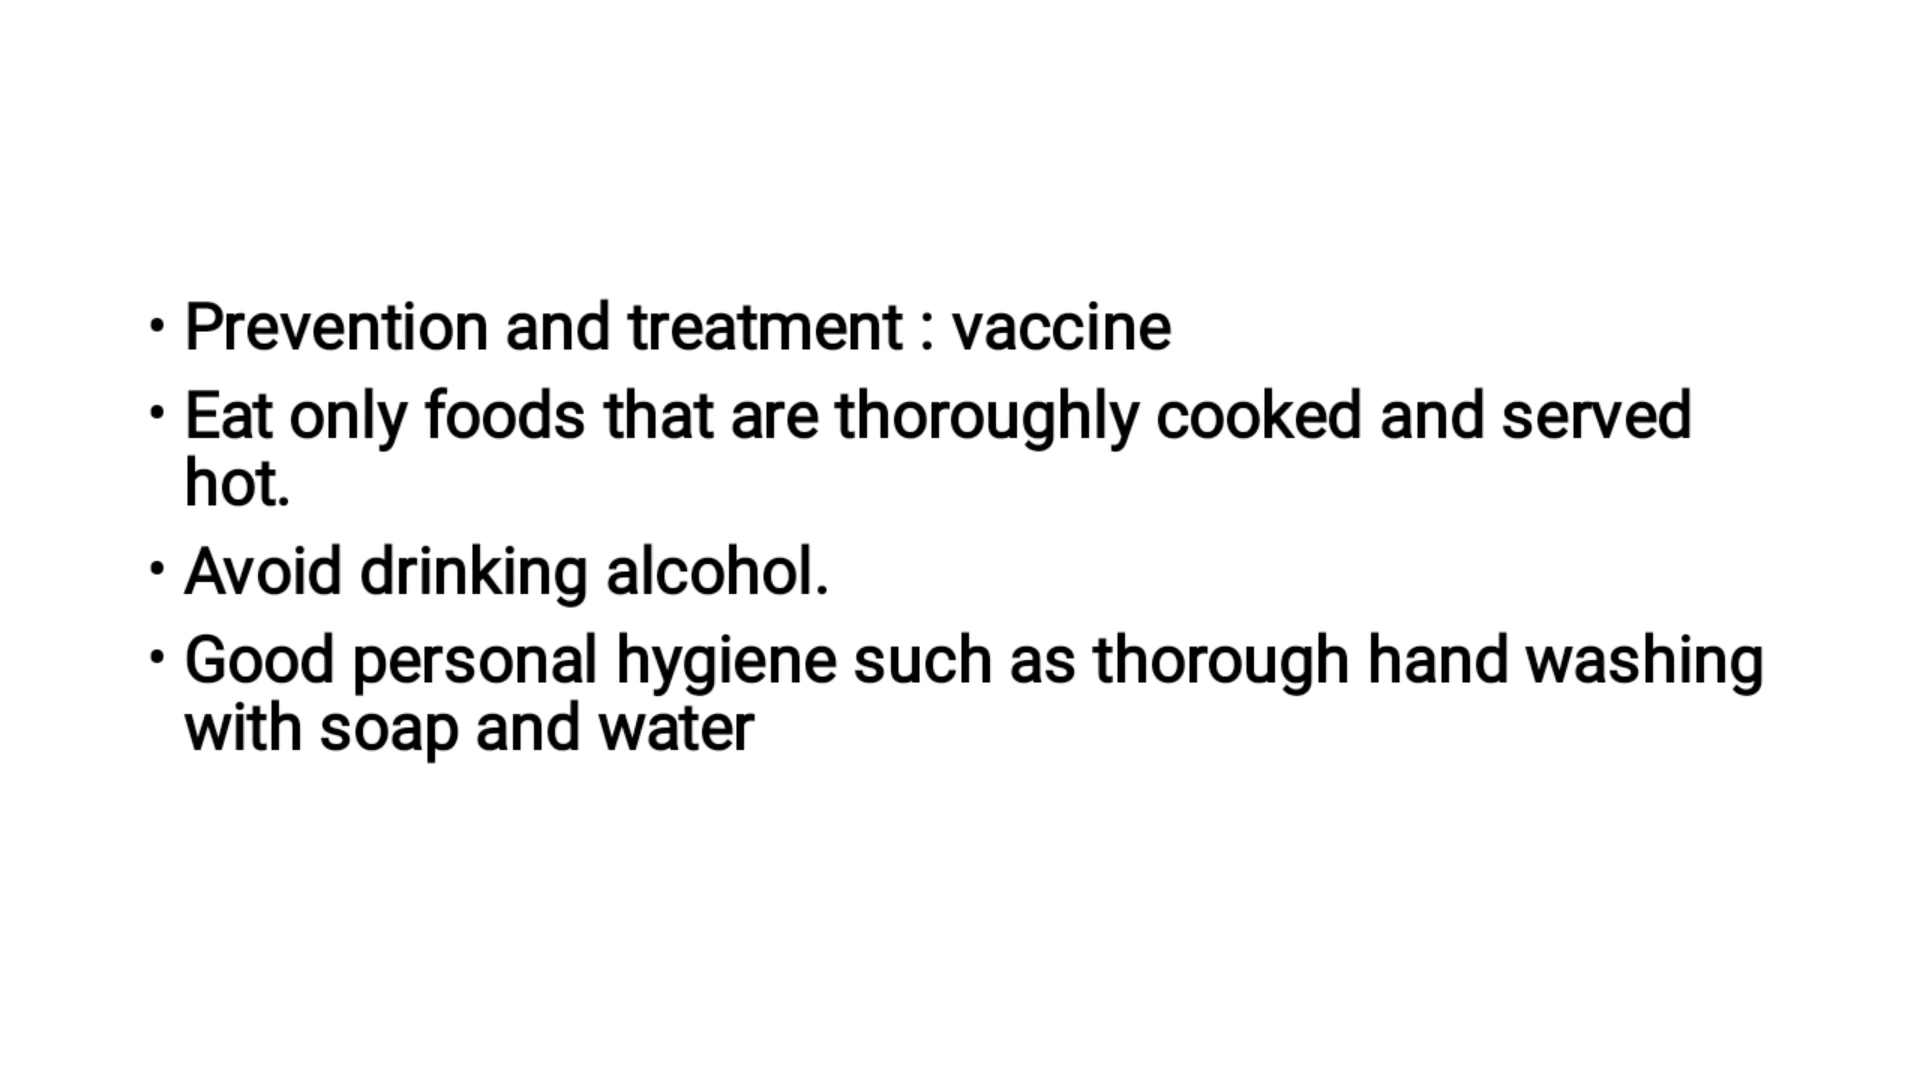 • Prevention and treatment : vaccine
• Eat only foods that are thoroughly cooked and served
hot.
• Avoid drinking alcohol.
• Good personal hygiene such as thorough hand washing
with soap and water